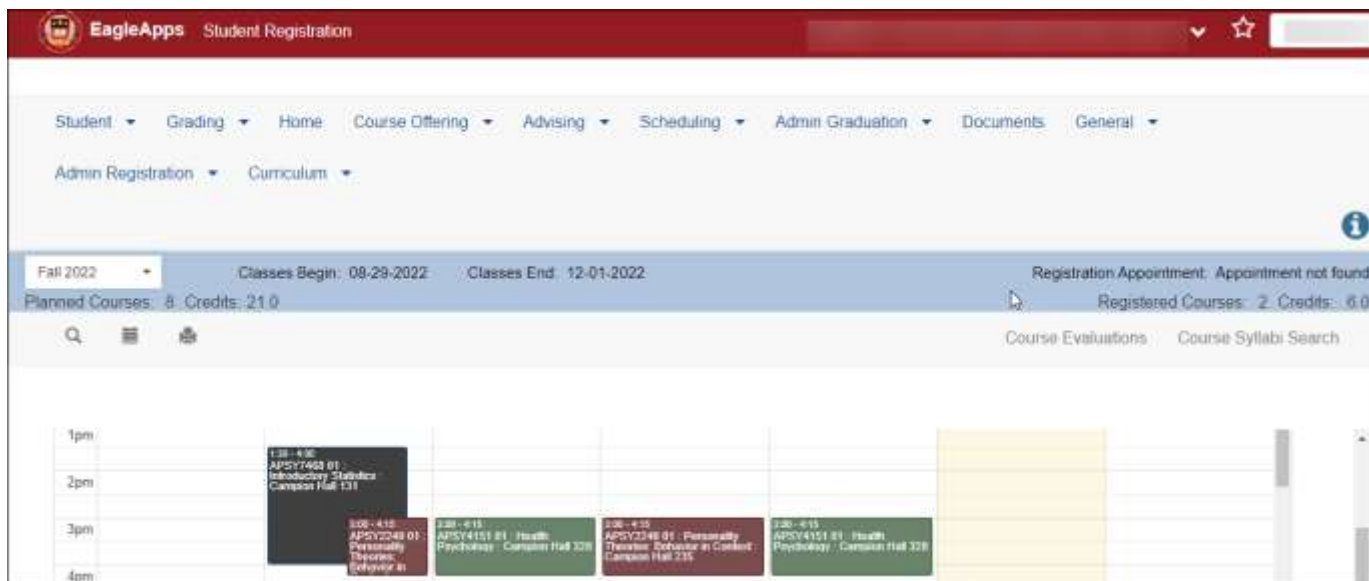 EagleApps Student Registration
Student Grading Home Course Offering Advising Scheduling Admin Graduation Documents General
Admin Registration Curriculum
Fall 2022 Classes Begin: 08-29-2022 Classes End: 12-01-2022 Registration Appointment: Appointment not found
Planned Courses: 8 Credits: 21.0 Registered Courses: 2 Credits: 6.0
Course Evaluations Course Syllabi Search
1pm
1:30 - 4:00
APSY7468 01 :
Introductory Statistics :
Campion Hall 131
2pm
3pm
3:00 - 4:15
APSY2240 01 :
Personality
Theories:
Behavior in
3:00 - 4:15
APSY4151 01 : Health
Psychology : Campion Hall 328
3:00 - 4:15
APSY2240 01 : Personality
Theories: Behavior in Context :
Campion Hall 235
3:00 - 4:15
APSY4151 01 : Health
Psychology : Campion Hall 328
4pm